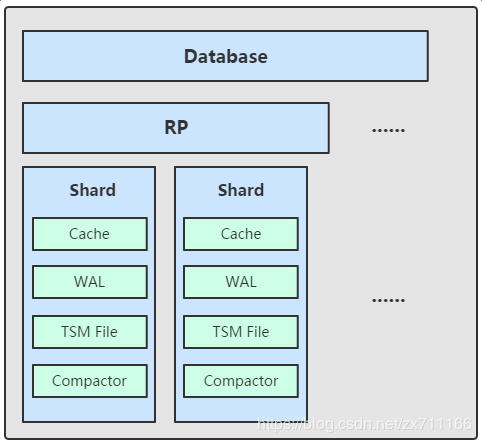 Database
RP
......
Shard
Cache
WAL
TSM File
Compactor
Shard
Cache
WAL
TSM File
Compactor
......
https://blog.csdn.net/zx711166